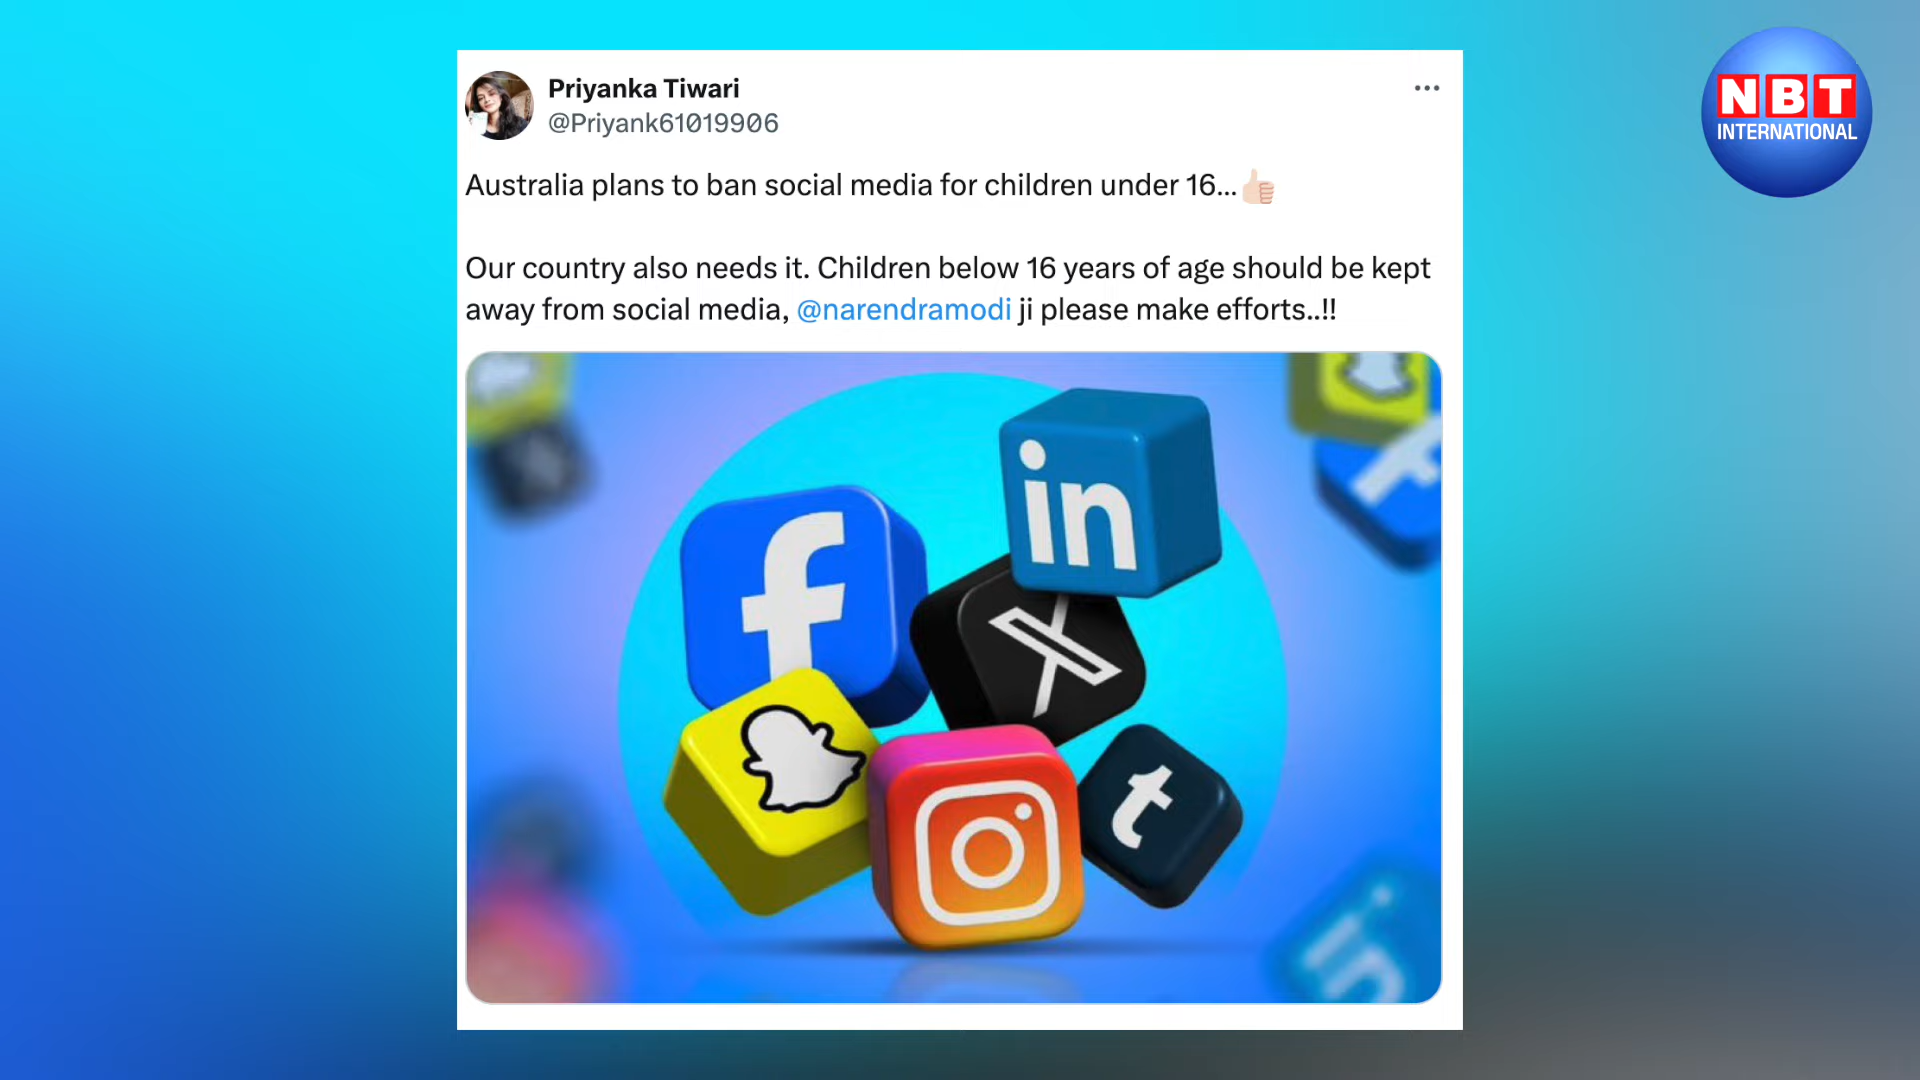 Priyanka Tiwari
@Priyank61019906
Australia plans to ban social media for children under 16...👍🏻
Our country also needs it. Children below 16 years of age should be kept
away from social media, @narendramodi ji please make efforts..!!
in
f
X
t
f
in
NBT
INTERNATIONAL